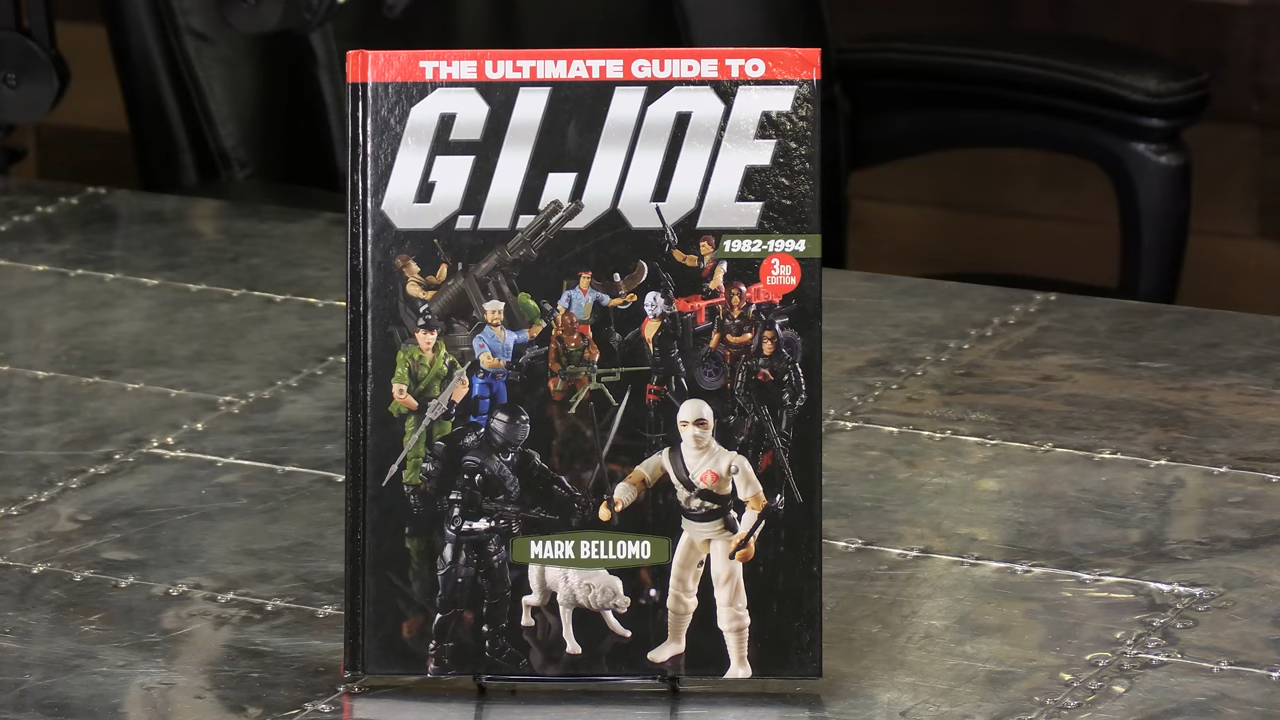 THE ULTIMATE GUIDE TO
G.I.JOE
1982-1994
3RD
EDITION
MARK BELLOMO